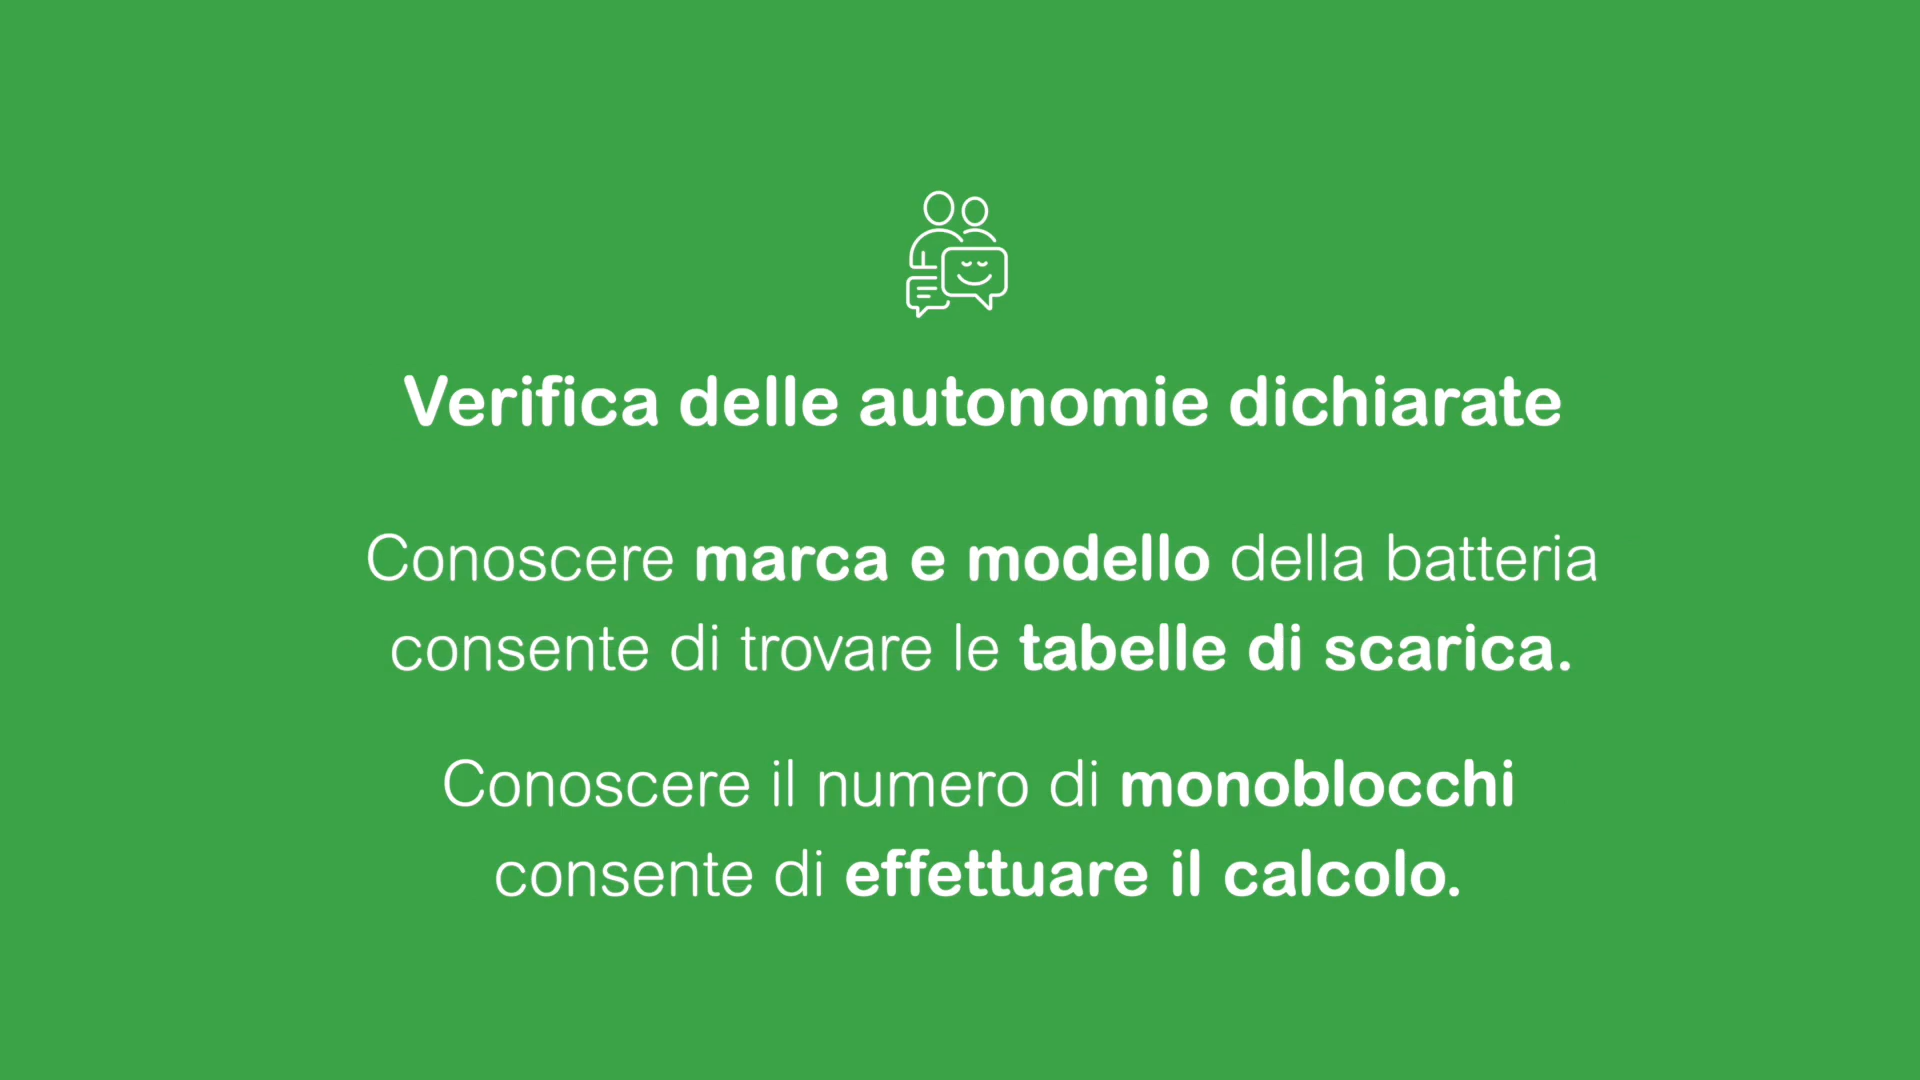 Verifica delle autonomie dichiarate
Conoscere marca e modello della batteria
consente di trovare le tabelle di scarica.
Conoscere il numero di monoblocchi
consente di effettuare il calcolo.